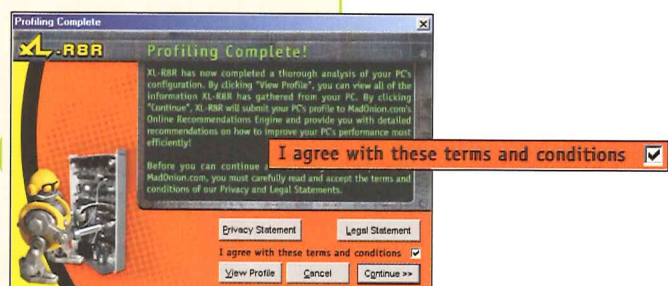 Profiling Complete
XL-R8R
Profiling Complete!
XL-R8R has now completed a thorough analysis of your PC's
configuration. By clicking "View Profile", you can view all of the
information XL-R8R has gathered from your PC. By clicking
"Continue", XL-R8R will submit your PC's profile to MadOnion.com's
Online Recommendations Engine and provide you with detailed
recommendations on how to improve your PC's performance most
efficiently!
Before you can continue
MadOnion.com, you must carefully read and accept the terms and
conditions of our Privacy and Legal Statements.
I agree with these terms and conditions
Privacy Statement
Legal Statement
I agree with these terms and conditions
View Profile
Cancel
Continue >>